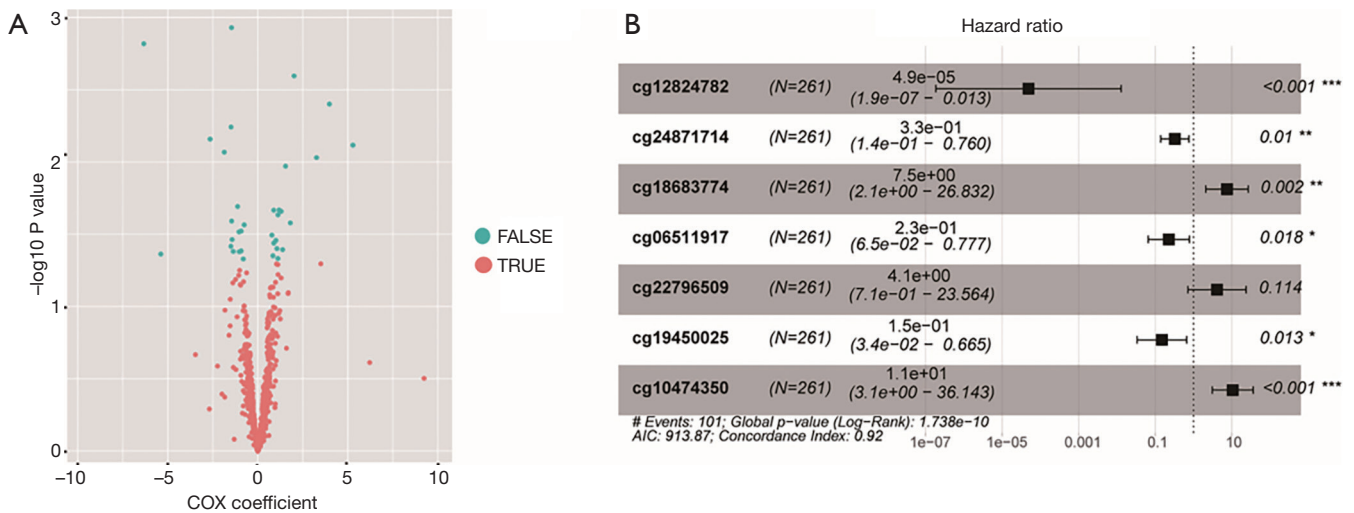 A
3
2
1
0
−log10 P value
−10
−5
0
5
10
COX coefficient
FALSE
TRUE
B
Hazard ratio
cg12824782 (N=261) 4.9e−05 (1.9e−07 − 0.013) <0.001 ***
cg24871714 (N=261) 3.3e−01 (1.4e−01 − 0.760) 0.01 **
cg18683774 (N=261) 7.5e+00 (2.1e+00 − 26.832) 0.002 **
cg06511917 (N=261) 2.3e−01 (6.5e−02 − 0.777) 0.018 *
cg22796509 (N=261) 4.1e+00 (7.1e−01 − 23.564) 0.114
cg19450025 (N=261) 1.5e−01 (3.4e−02 − 0.665) 0.013 *
cg10474350 (N=261) 1.1e+01 (3.1e+00 − 36.143) <0.001 ***
# Events: 101; Global p−value (Log−Rank): 1.738e−10
AIC: 913.87; Concordance Index: 0.92
1e−07
1e−05
0.001
0.1
10